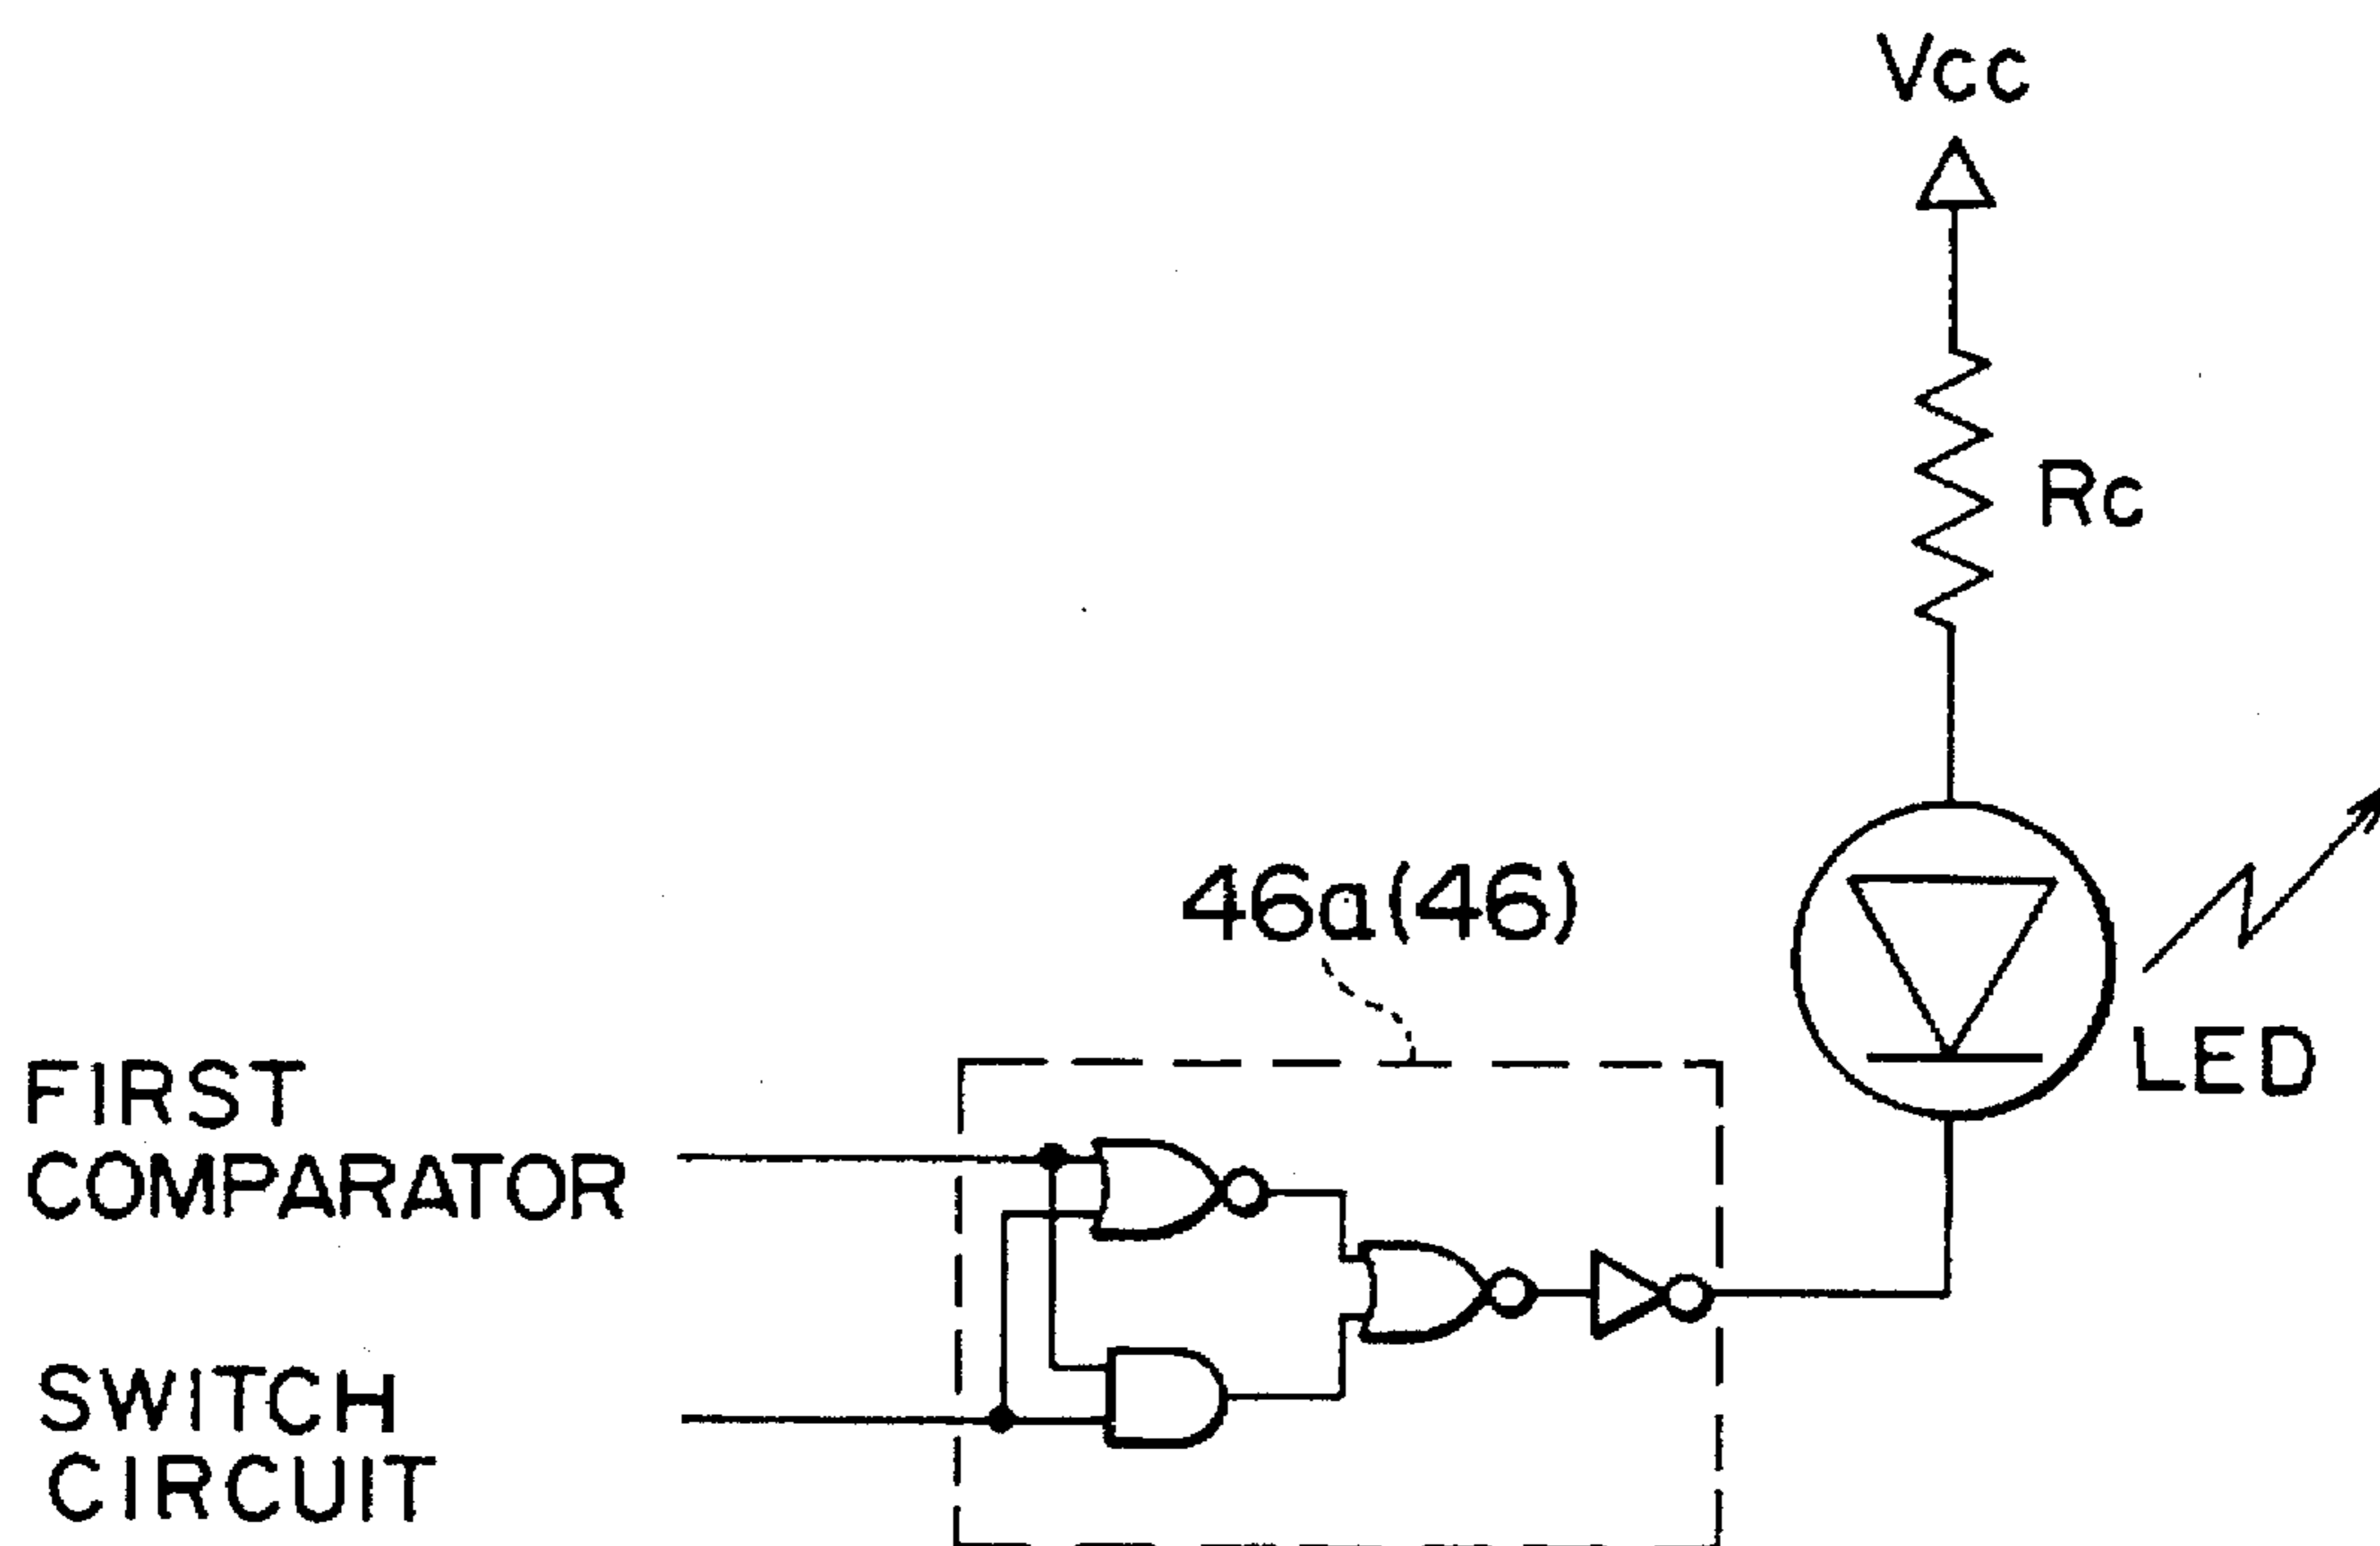 Vcc
Rc
46a(46)
LED
FIRST
COMPARATOR
SWITCH
CIRCUIT